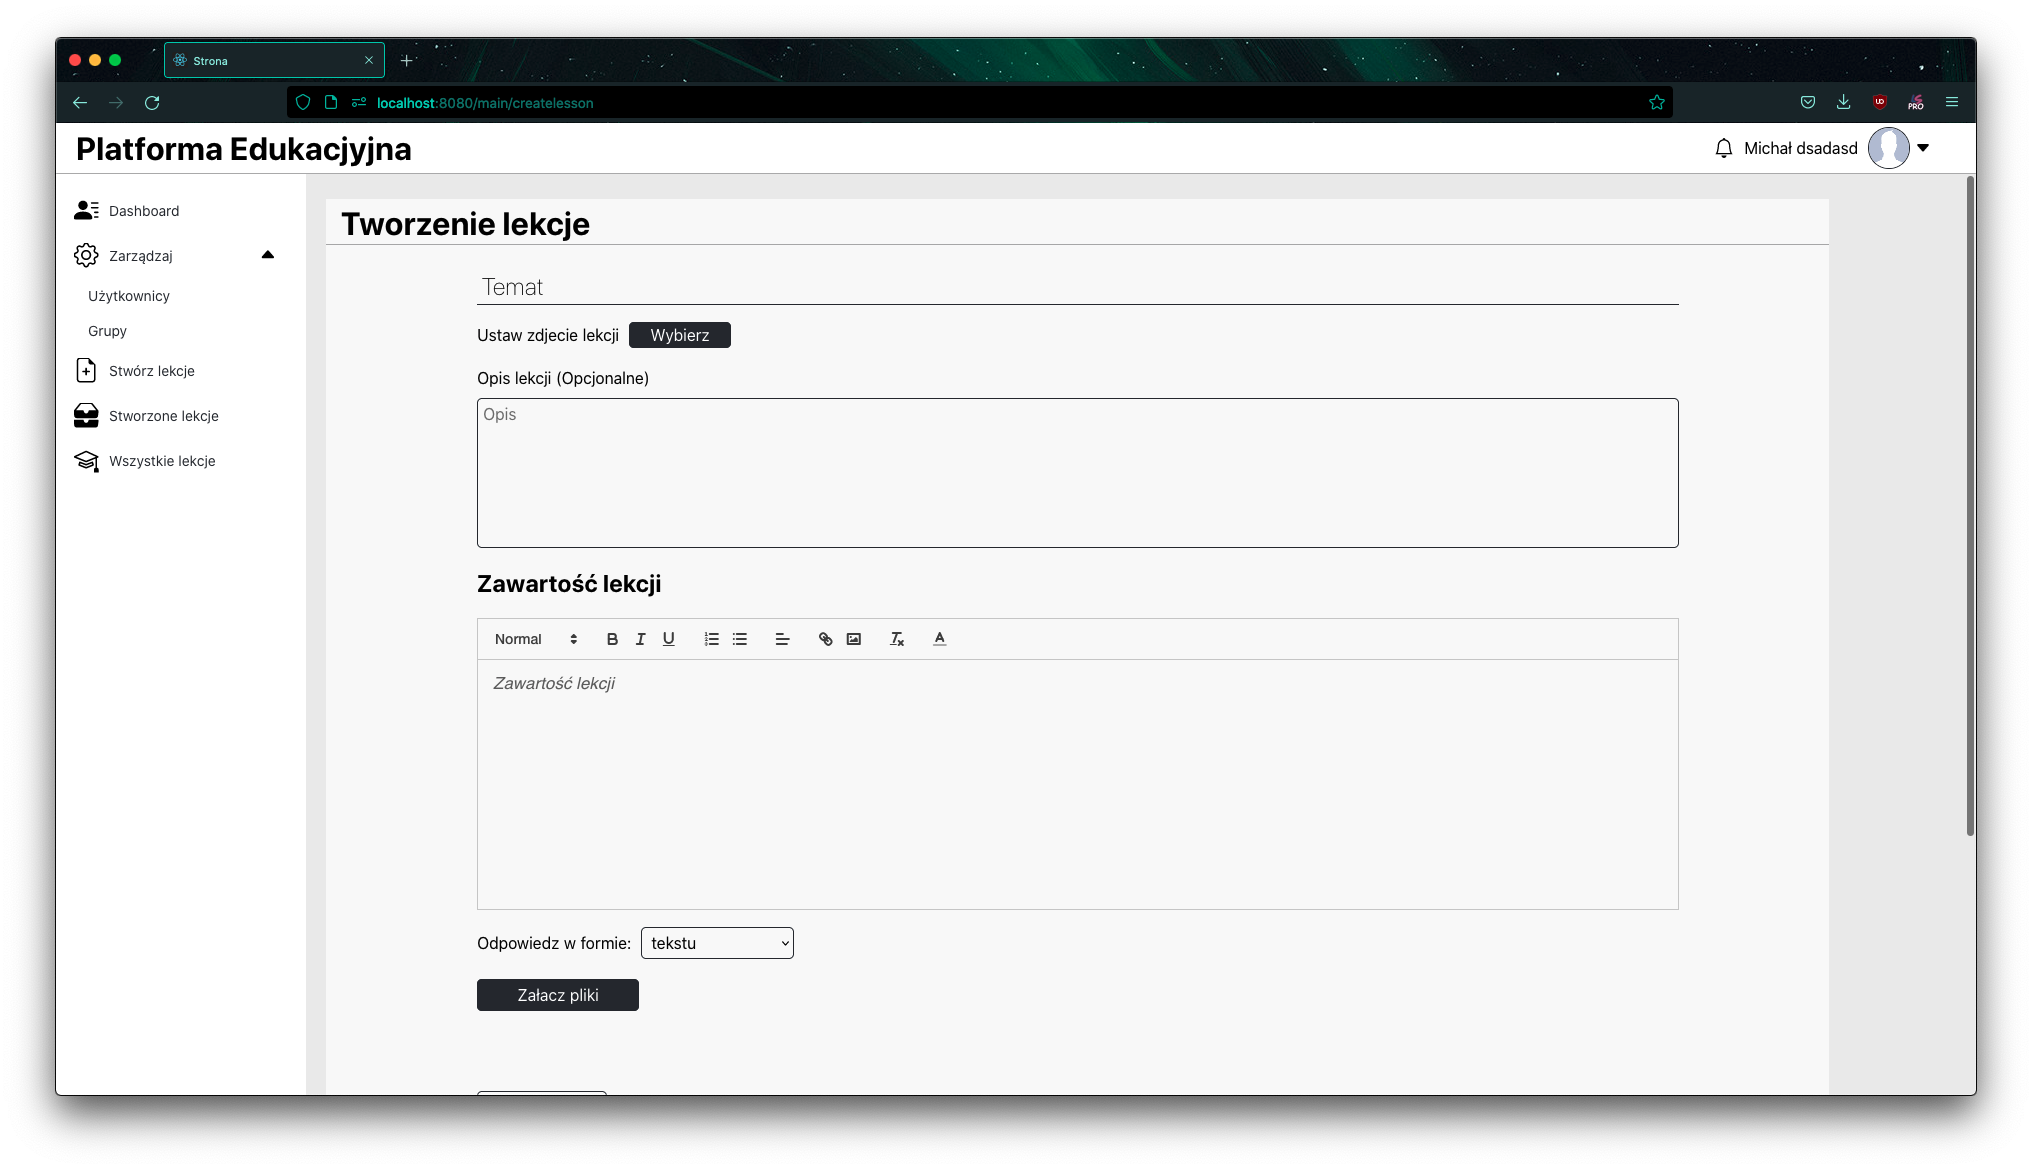 Strona
localhost:8080/main/createlesson
PRO
Platforma Edukacjyjna
Michał dsadasd
Dashboard
Zarządzaj
Użytkownicy
Grupy
Stwórz lekcje
Stworzone lekcje
Wszystkie lekcje
Tworzenie lekcje
Temat
Ustaw zdjecie lekcji Wybierz
Opis lekcji (Opcjonalne)
Opis
Zawartość lekcji
Normal B I U A
Zawartość lekcji
Odpowiedz w formie: tekstu
Załacz pliki